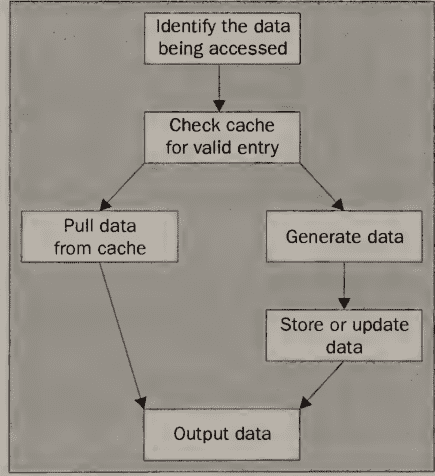 Identify the data
being accessed
Check cache
for valid entry
Pull data
from cache
Generate data
Store or update
data
Output data